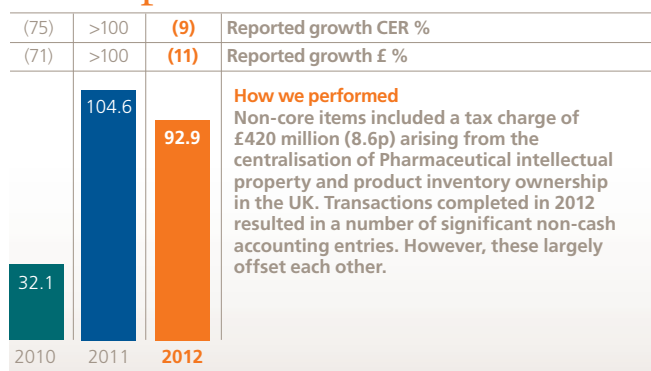 (75) >100 (9) Reported growth CER %
(71) >100 (11) Reported growth £ %
How we performed
Non-core items included a tax charge of
£420 million (8.6p) arising from the
centralisation of Pharmaceutical intellectual
property and product inventory ownership
in the UK. Transactions completed in 2012
resulted in a number of significant non-cash
accounting entries. However, these largely
offset each other.
104.6
92.9
32.1
2010 2011 2012